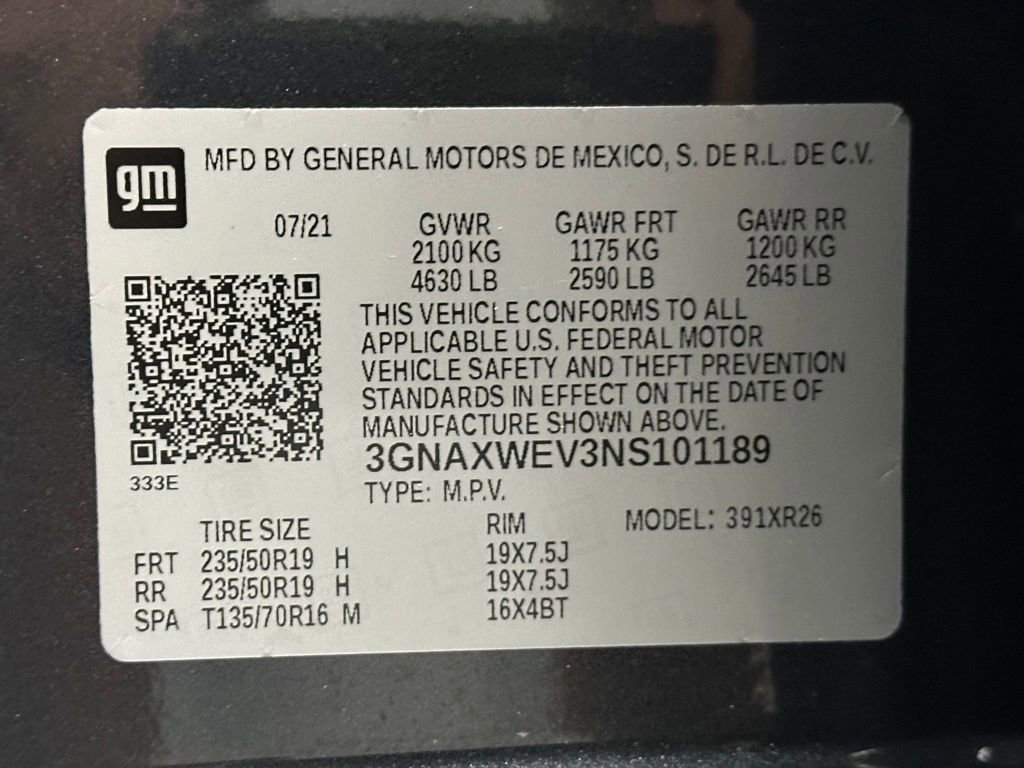 gm
MFD BY GENERAL MOTORS DE MEXICO, S. DE R.L. DE C.V.
07/21 GVWR GAWR FRT GAWR RR
2100 KG 1175 KG 1200 KG
4630 LB 2590 LB 2645 LB
THIS VEHICLE CONFORMS TO ALL
APPLICABLE U.S. FEDERAL MOTOR
VEHICLE SAFETY AND THEFT PREVENTION
STANDARDS IN EFFECT ON THE DATE OF
MANUFACTURE SHOWN ABOVE.
3GNAXWEV3NS101189
333E
TYPE: M.P.V.
TIRE SIZE RIM MODEL: 391XR26
FRT 235/50R19 H 19X7.5J
RR 235/50R19 H 19X7.5J
SPA T135/70R16 M 16X4BT